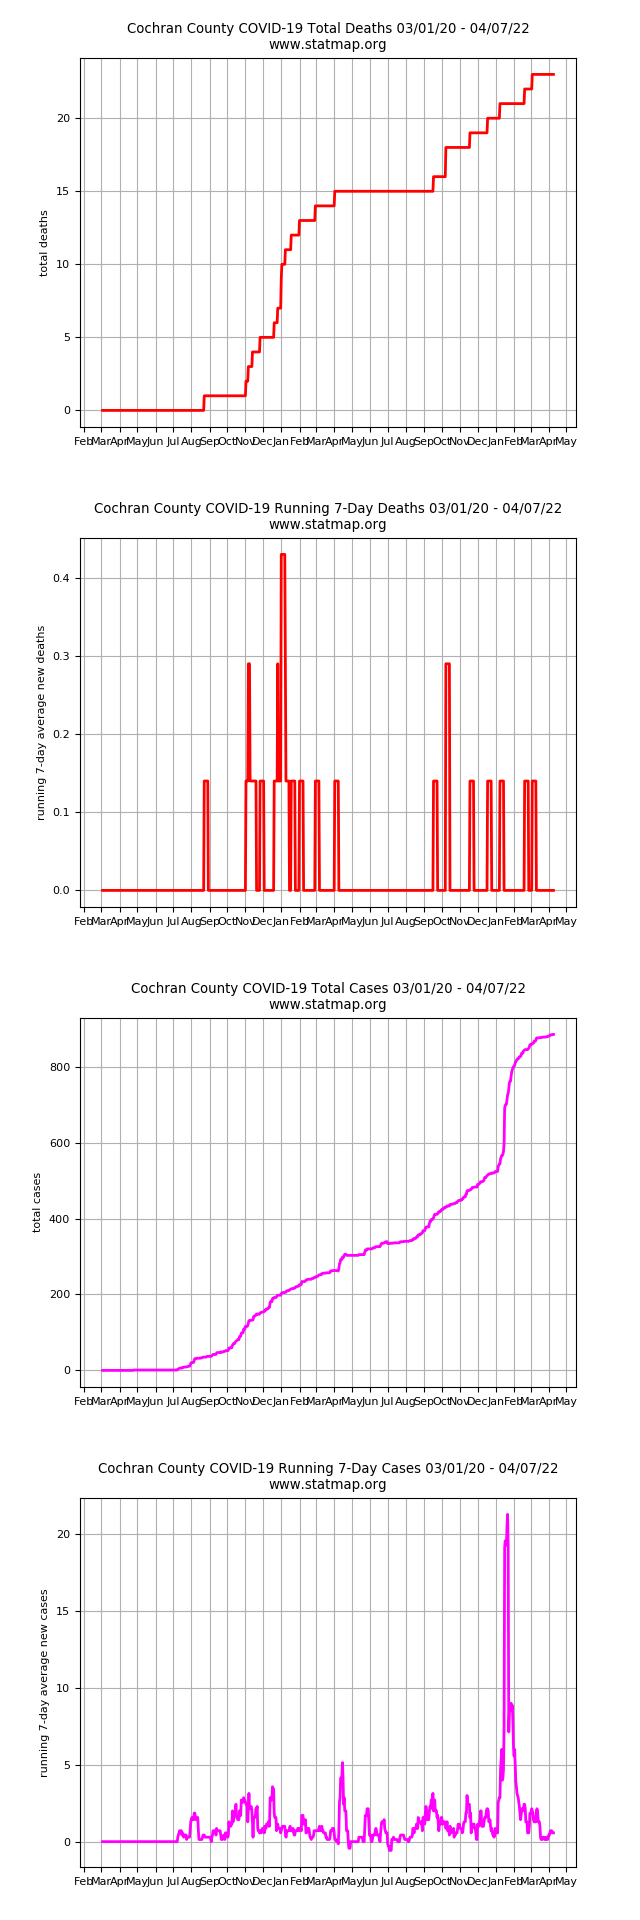 Cochran County COVID-19 Total Deaths 03/01/20 - 04/07/22
www.statmap.org
total deaths
20
15
10
5
0
Feb Mar Apr May Jun Jul Aug Sep Oct Nov Dec Jan Feb Mar Apr May Jun Jul Aug Sep Oct Nov Dec Jan Feb Mar Apr May
Cochran County COVID-19 Running 7-Day Deaths 03/01/20 - 04/07/22
www.statmap.org
running 7-day average new deaths
0.4
0.3
0.2
0.1
0.0
Feb Mar Apr May Jun Jul Aug Sep Oct Nov Dec Jan Feb Mar Apr May Jun Jul Aug Sep Oct Nov Dec Jan Feb Mar Apr May
Cochran County COVID-19 Total Cases 03/01/20 - 04/07/22
www.statmap.org
total cases
800
600
400
200
0
Feb Mar Apr May Jun Jul Aug Sep Oct Nov Dec Jan Feb Mar Apr May Jun Jul Aug Sep Oct Nov Dec Jan Feb Mar Apr May
Cochran County COVID-19 Running 7-Day Cases 03/01/20 - 04/07/22
www.statmap.org
running 7-day average new cases
20
15
10
5
0
Feb Mar Apr May Jun Jul Aug Sep Oct Nov Dec Jan Feb Mar Apr May Jun Jul Aug Sep Oct Nov Dec Jan Feb Mar Apr May